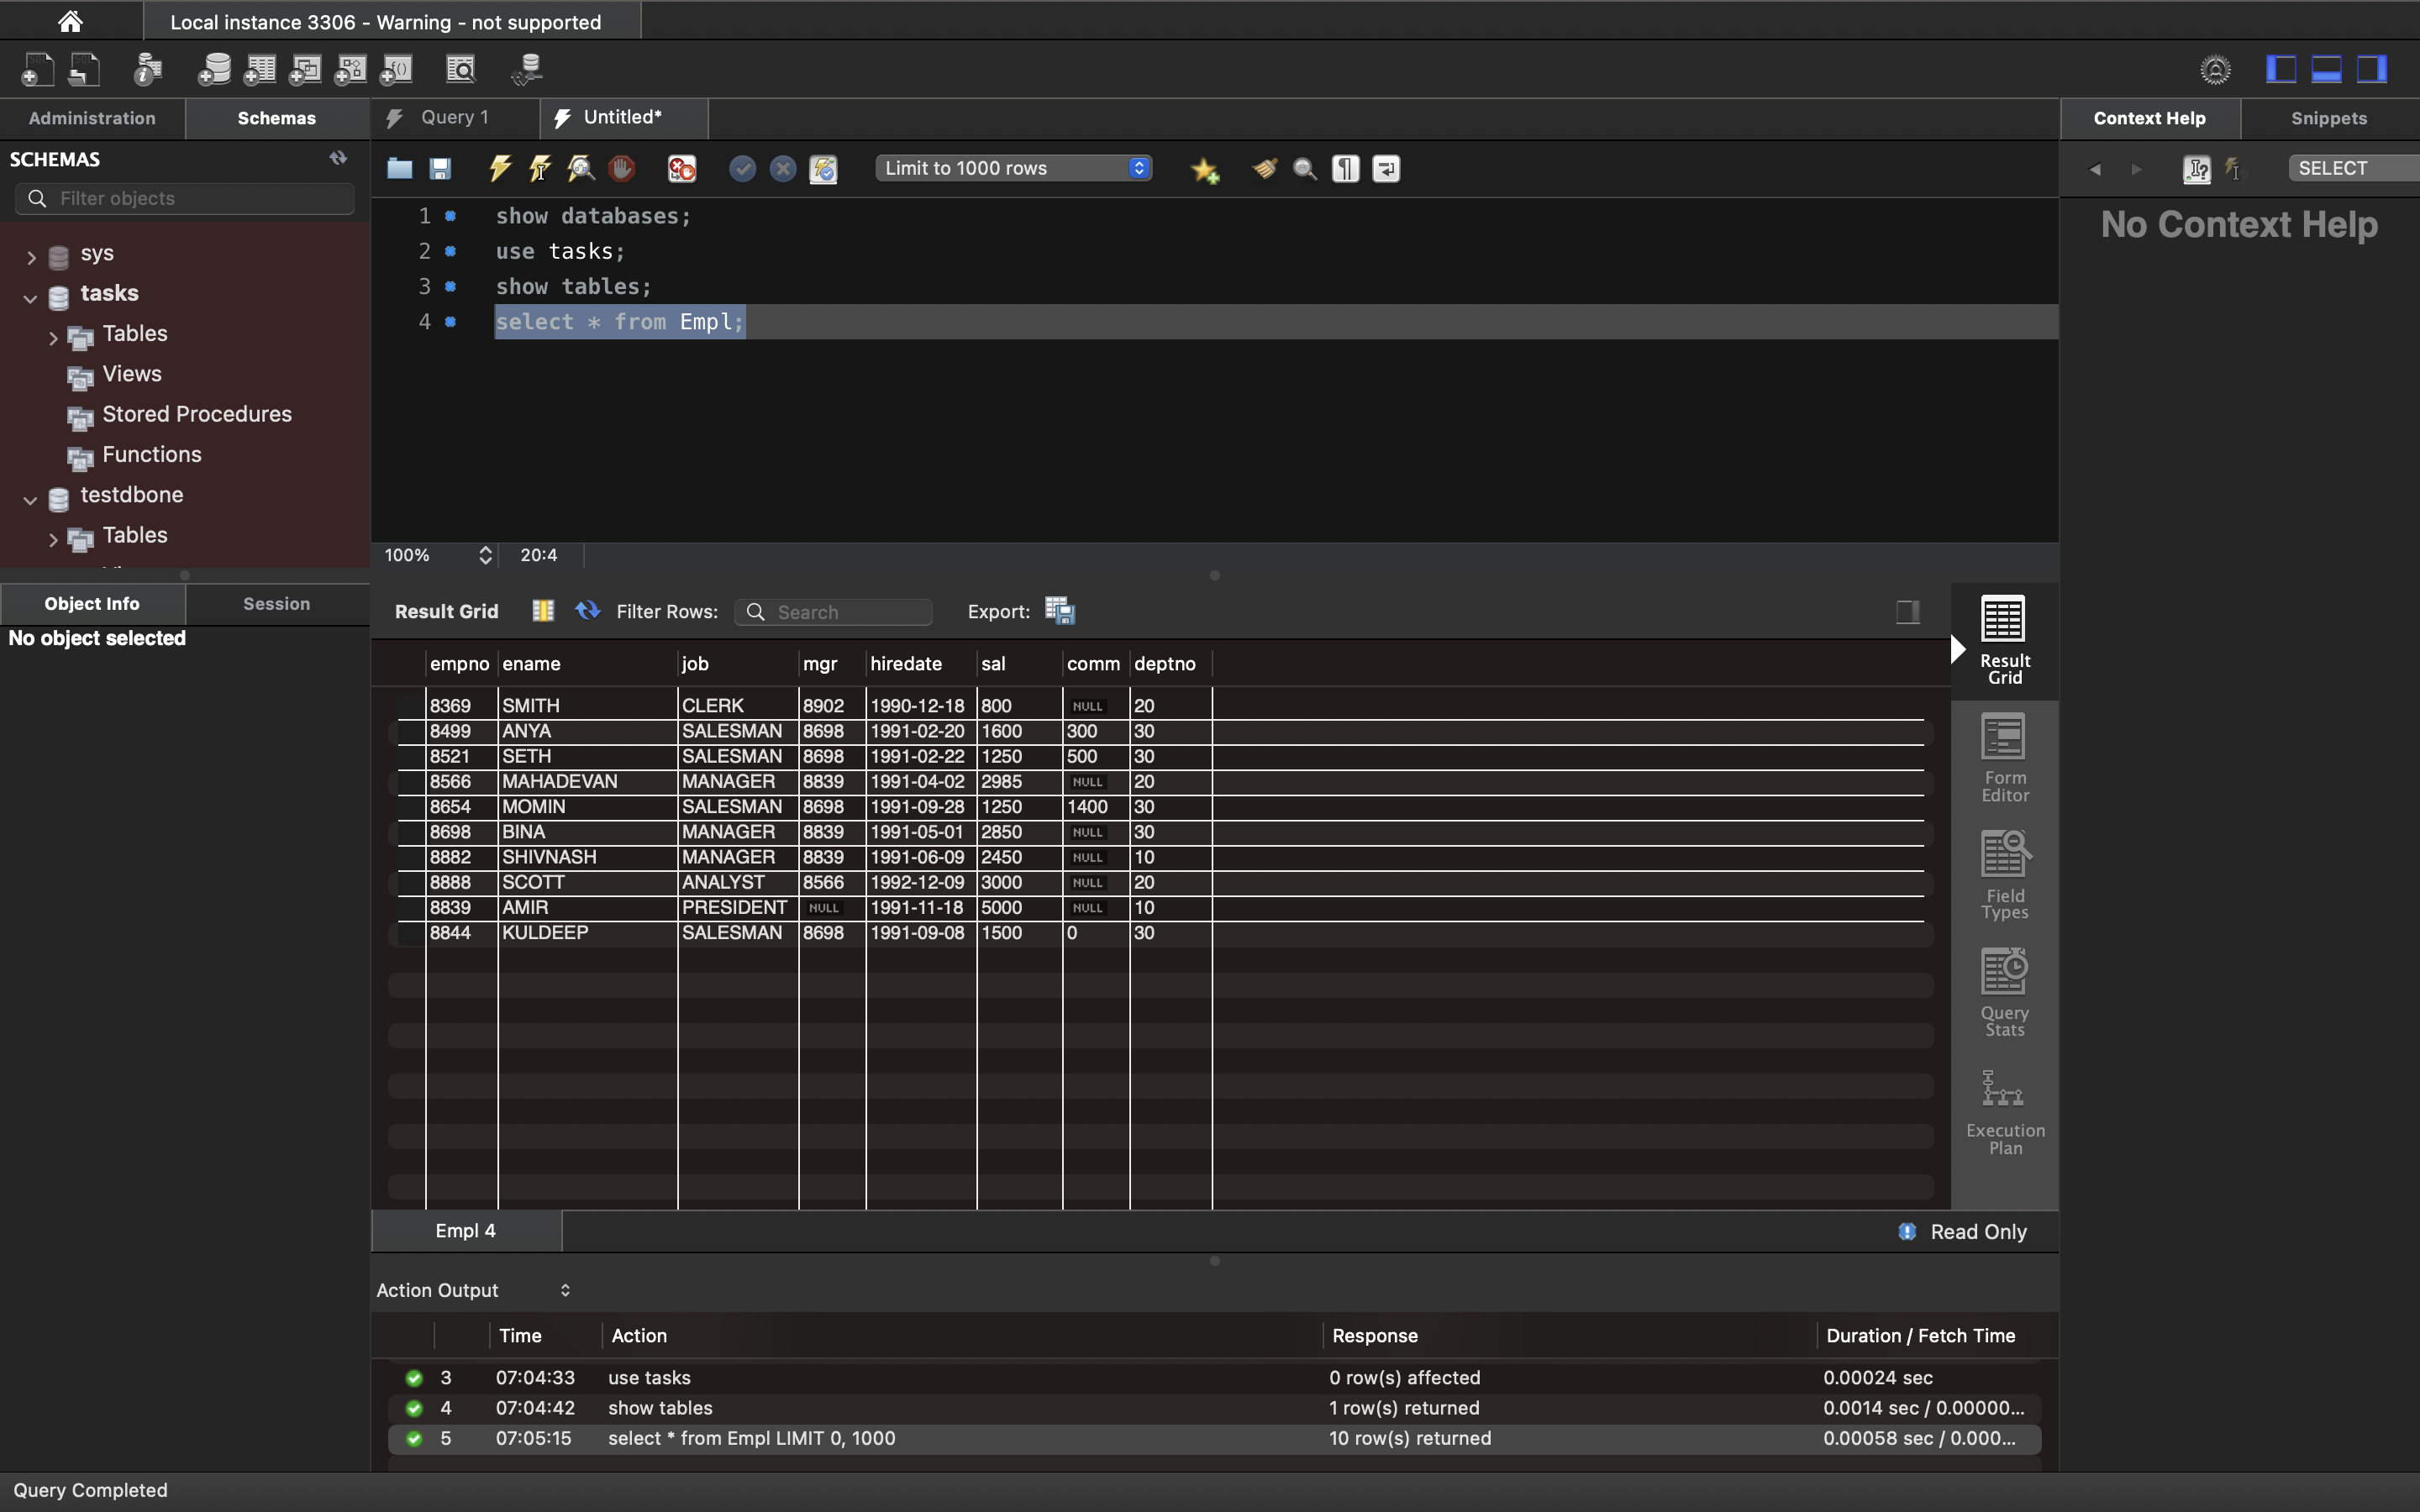 Local instance 3306 - Warning - not supported
Administration Schemas
Query 1 Untitled*
Context Help Snippets
SCHEMAS
Filter objects
Limit to 1000 rows
SELECT
No Context Help
1 show databases;
2 use tasks;
3 show tables;
4 select * from Empl;
sys
tasks
Tables
Views
Stored Procedures
Functions
testdbone
Tables
100% 20:4
Object Info Session
No object selected
Result Grid Filter Rows: Search Export:
empno ename job mgr hiredate sal comm deptno
8369 SMITH CLERK 8902 1990-12-18 800 NULL 20
8499 ANYA SALESMAN 8698 1991-02-20 1600 300 30
8521 SETH SALESMAN 8698 1991-02-22 1250 500 30
8566 MAHADEVAN MANAGER 8839 1991-04-02 2985 NULL 20
8654 MOMIN SALESMAN 8698 1991-09-28 1250 1400 30
8698 BINA MANAGER 8839 1991-05-01 2850 NULL 30
8882 SHIVNASH MANAGER 8839 1991-06-09 2450 NULL 10
8888 SCOTT ANALYST 8566 1992-12-09 3000 NULL 20
8839 AMIR PRESIDENT NULL 1991-11-18 5000 NULL 10
8844 KULDEEP SALESMAN 8698 1991-09-08 1500 0 30
Result
Grid
Form
Editor
Field
Types
Query
Stats
Execution
Plan
Empl 4
Read Only
Action Output
Time Action Response Duration / Fetch Time
3 07:04:33 use tasks 0 row(s) affected 0.00024 sec
4 07:04:42 show tables 1 row(s) returned 0.0014 sec / 0.00000...
5 07:05:15 select * from Empl LIMIT 0, 1000 10 row(s) returned 0.00058 sec / 0.000...
Query Completed